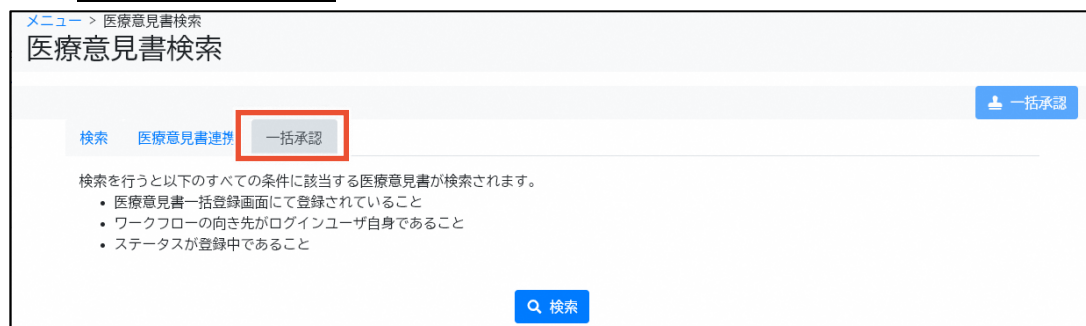 メニュー > 医療意見書検索
医療意見書検索
一括承認
検索 医療意見書連携 一括承認
検索を行うと以下のすべての条件に該当する医療意見書が検索されます。
• 医療意見書一括登録画面にて登録されていること
• ワークフローの向き先がログインユーザ自身であること
• ステータスが登録中であること
検索